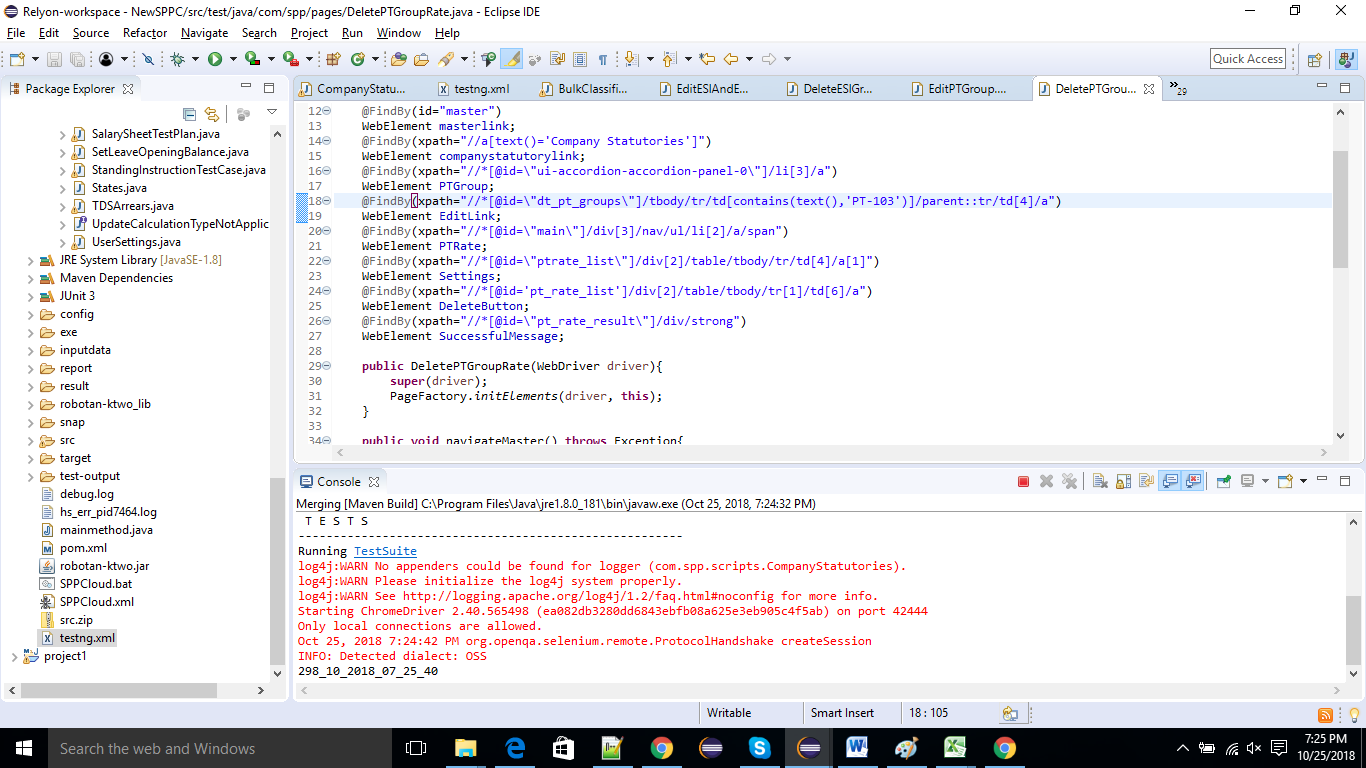 Relyon-workspace - NewSPPC/src/test/java/com/spp/pages/DeletePTGroupRate.java - Eclipse IDE
File Edit Source Refactor Navigate Search Project Run Window Help
Quick Access
Package Explorer
SalarySheetTestPlan.java
SetLeaveOpeningBalance.java
StandingInstructionTestCase.java
States.java
TDSArrears.java
UpdateCalculationTypeNotApplic
UserSettings.java
JRE System Library [JavaSE-1.8]
Maven Dependencies
JUnit 3
config
exe
inputdata
report
result
robotan-ktwo_lib
snap
src
target
test-output
debug.log
hs_err_pid7464.log
mainmethod.java
pom.xml
robotan-ktwo.jar
SPPCloud.bat
SPPCloud.xml
src.zip
testng.xml
project1
CompanyStatu... testng.xml BulkClassifi... EditESIAndE... DeleteESIGr... EditPTGroup.... DeletePTGrou... 29
12 @FindBy(id="master")
13 WebElement masterlink;
14 @FindBy(xpath="//a[text()='Company Statutories']")
15 WebElement companystatutorylink;
16 @FindBy(xpath="//*[@id=\"ui-accordion-accordion-panel-0\"]/li[3]/a")
17 WebElement PTGroup;
18 @FindBy(xpath="//*[@id=\"dt_pt_groups\"]/tbody/tr/td[contains(text(),'PT-103')]/parent::tr/td[4]/a")
19 WebElement EditLink;
20 @FindBy(xpath="//*[@id=\"main\"]/div[3]/nav/ul/li[2]/a/span")
21 WebElement PTRate;
22 @FindBy(xpath="//*[@id=\"ptrate_list\"]/div[2]/table/tbody/tr/td[4]/a[1]")
23 WebElement Settings;
24 @FindBy(xpath="//*[@id='pt_rate_list']/div[2]/table/tbody/tr[1]/td[6]/a")
25 WebElement DeleteButton;
26 @FindBy(xpath="//*[@id=\"pt_rate_result\"]/div/strong")
27 WebElement SuccessfulMessage;
28
29 public DeletePTGroupRate(WebDriver driver){
30 super(driver);
31 PageFactory.initElements(driver, this);
32 }
33
34 public void navigateMaster() throws Exception{
Console
Merging [Maven Build] C:\Program Files\Java\jre1.8.0_181\bin\javaw.exe (Oct 25, 2018, 7:24:32 PM)
T E S T S
-------------------------------------------------------
Running TestSuite
log4j:WARN No appenders could be found for logger (com.spp.scripts.CompanyStatutories).
log4j:WARN Please initialize the log4j system properly.
log4j:WARN See http://logging.apache.org/log4j/1.2/faq.html#noconfig for more info.
Starting ChromeDriver 2.40.565498 (ea082db3280dd6843ebfb08a625e3eb905c4f5ab) on port 42444
Only local connections are allowed.
Oct 25, 2018 7:24:42 PM org.openqa.selenium.remote.ProtocolHandshake createSession
INFO: Detected dialect: OSS
298_10_2018_07_25_40
Writable Smart Insert 18 : 105
Search the web and Windows
7:25 PM
10/25/2018